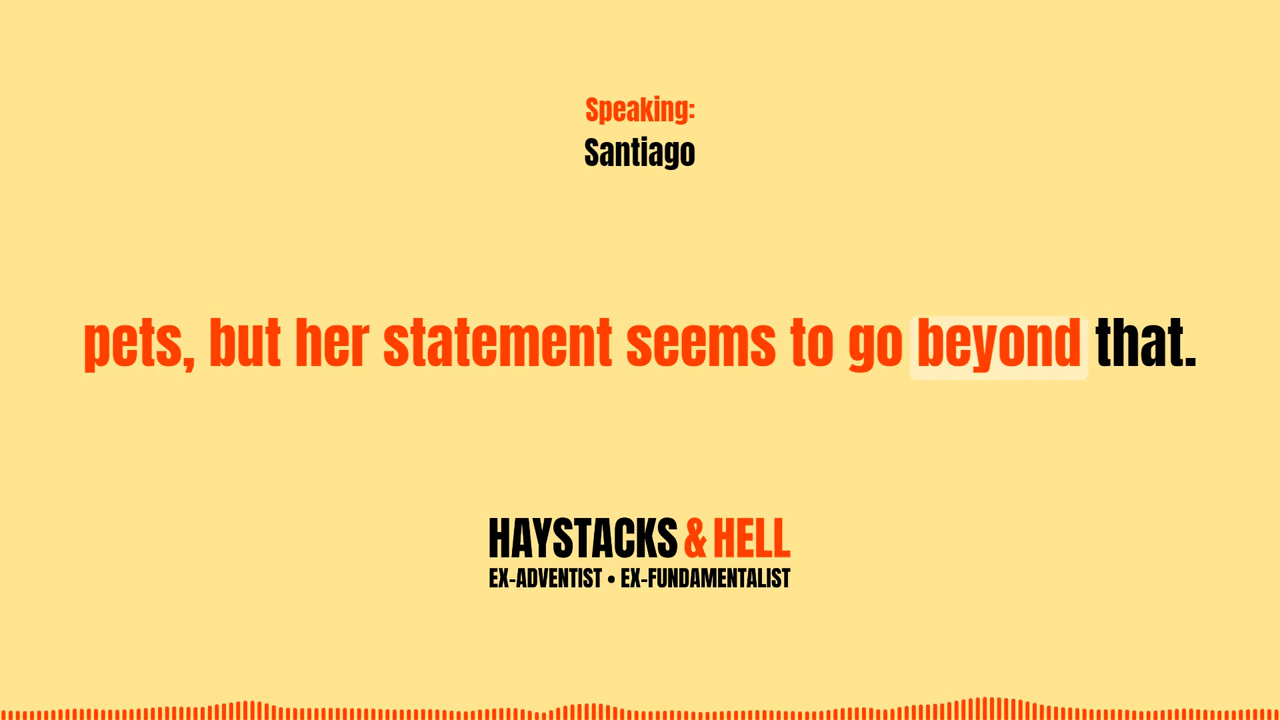 Speaking:
Santiago
pets, but her statement seems to go beyond that.
HAYSTACKS & HELL
EX-ADVENTIST • EX-FUNDAMENTALIST